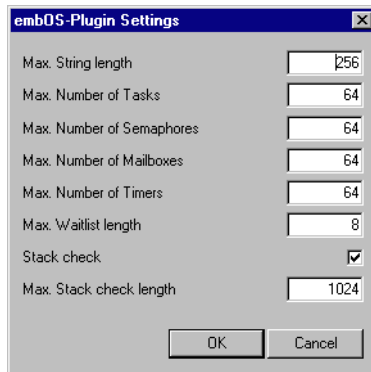 embOS-Plugin Settings
Max. String length 256
Max. Number of Tasks 64
Max. Number of Semaphores 64
Max. Number of Mailboxes 64
Max. Number of Timers 64
Max. Waitlist length 8
Stack check
Max. Stack check length 1024
OK Cancel